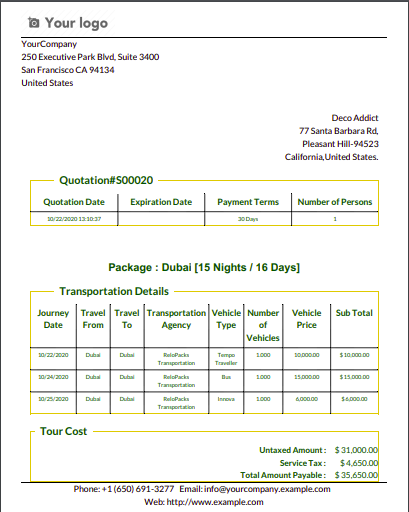 Your logo
YourCompany
250 Executive Park Blvd, Suite 3400
San Francisco CA 94134
United States
Deco Addict
77 Santa Barbara Rd,
Pleasant Hill-94523
California,United States.
Quotation#S00020
Quotation Date Expiration Date Payment Terms Number of Persons
10/22/2020 13:10:37 30 Days 1
Package : Dubai [15 Nights / 16 Days]
Transportation Details
Journey Travel Travel Transportation Vehicle Number Vehicle Sub Total
Date From To Agency Type of Price
Vehicles
10/22/2020 Dubai Dubai ReloPacks Tempo 1.000 10,000.00 $ 10,000.00
Transportation Traveller
10/24/2020 Dubai Dubai ReloPacks Bus 1.000 15,000.00 $ 15,000.00
Transportation
10/25/2020 Dubai Dubai ReloPacks Innova 1.000 6,000.00 $ 6,000.00
Transportation
Tour Cost
Untaxed Amount : $ 31,000.00
Service Tax : $ 4,650.00
Total Amount Payable : $ 35,650.00
Phone: +1 (650) 691-3277 Email: info@yourcompany.example.com
Web: http://www.example.com